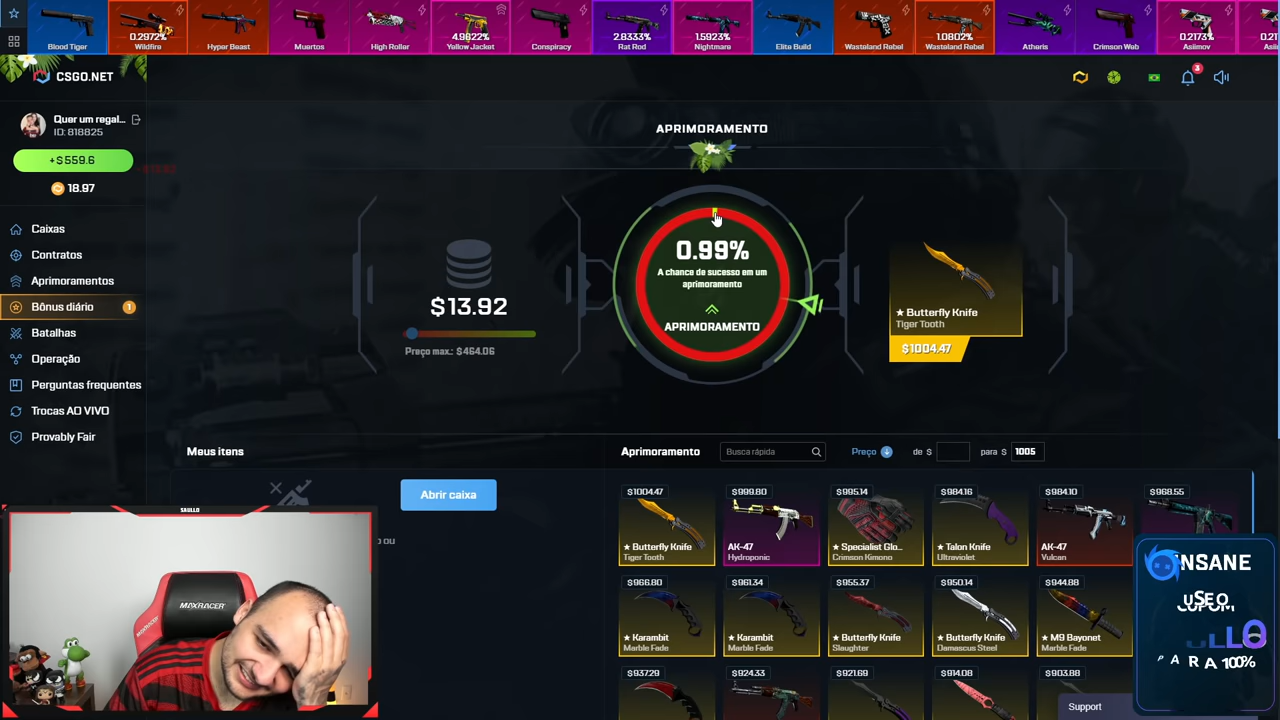 0.2972%
4.9822%
2.8333%
1.5923%
1.0802%
0.2173%
Blood Tiger
Wildfire
Hyper Beast
Muertos
High Roller
Yellow Jacket
Conspiracy
Rat Rod
Nightmare
Elite Build
Wasteland Rebel
Wasteland Rebel
Atheris
Crimson Web
Asiimov
CSGO.NET
3
Quer um regal...
ID: 818825
+$559.6
18.97
Caixas
Contratos
Aprimoramentos
Bônus diário
1
Batalhas
Operação
Perguntas frequentes
Trocas AO VIVO
Provably Fair
APRIMORAMENTO
$13.92
Preço max.: $464.06
0.99%
A chance de sucesso em um
aprimoramento
APRIMORAMENTO
★ Butterfly Knife
Tiger Tooth
$1004.47
Meus itens
Abrir caixa
ou
Aprimoramento
Busca rápida
Preço
de $
para $
1005
$1004.47
$999.80
$995.14
$984.16
$984.10
$968.55
★ Butterfly Knife
Tiger Tooth
AK-47
Hydroponic
★ Specialist Glo...
Crimson Kimono
★ Talon Knife
Ultraviolet
AK-47
Vulcan
$966.80
$961.34
$955.37
$950.14
$944.88
★ Karambit
Marble Fade
★ Karambit
Marble Fade
★ Butterfly Knife
Slaughter
★ Butterfly Knife
Damascus Steel
★ M9 Bayonet
Marble Fade
$937.29
$924.33
$921.69
$914.08
$903.88
Support
SAULLO
MAXRACER
MAXRACER
INSANE
PARA 100%